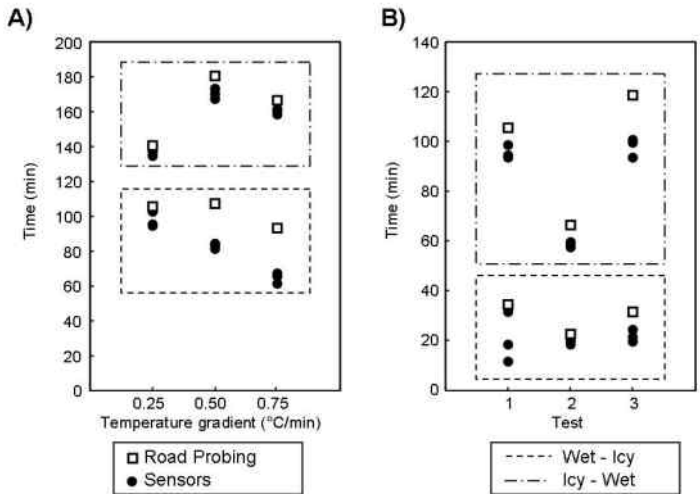 A)
B)
200
180
160
140
120
100
80
60
40
20
0
Time (min)
0.25 0.50 0.75
Temperature gradient (°C/min)
Road Probing
Sensors
140
120
100
80
60
40
20
0
Time (min)
1 2 3
Test
Wet - Icy
Icy - Wet